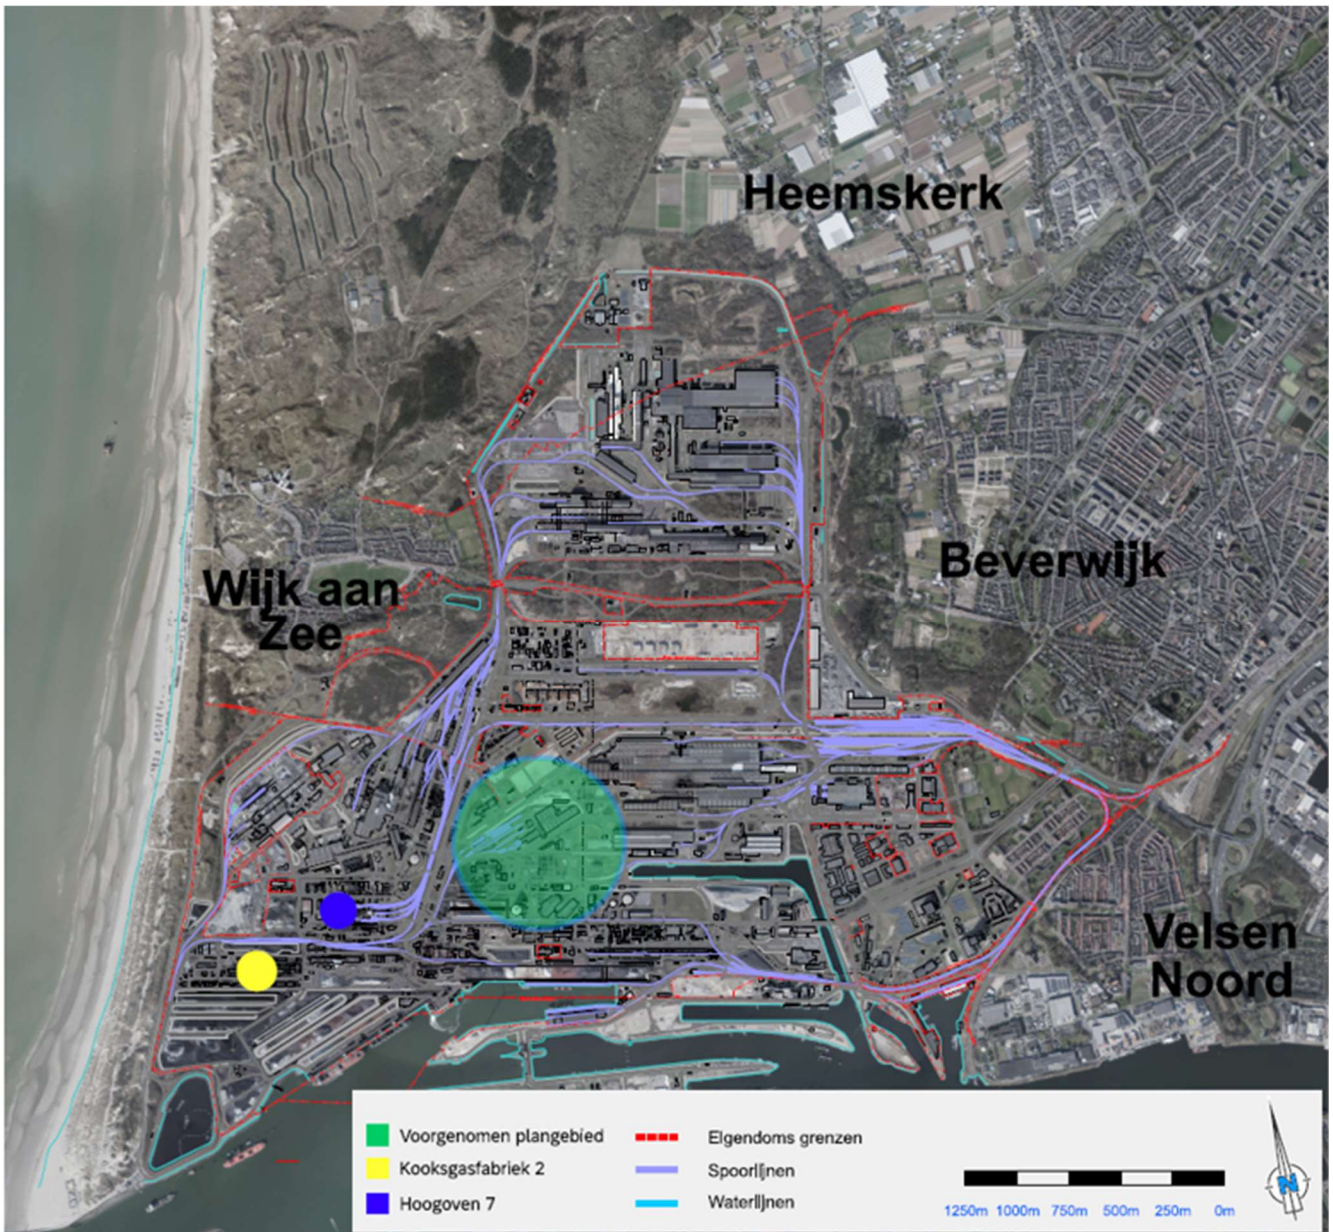 Heemskerk
Beverwijk
Wijk aan
Zee
Velsen
Noord
Voorgenomen plangebied
Kooksgasfabriek 2
Hoogoven 7
Eigendoms grenzen
Spoorlijnen
Waterlijnen
1250m 1000m 750m 500m 250m 0m
N